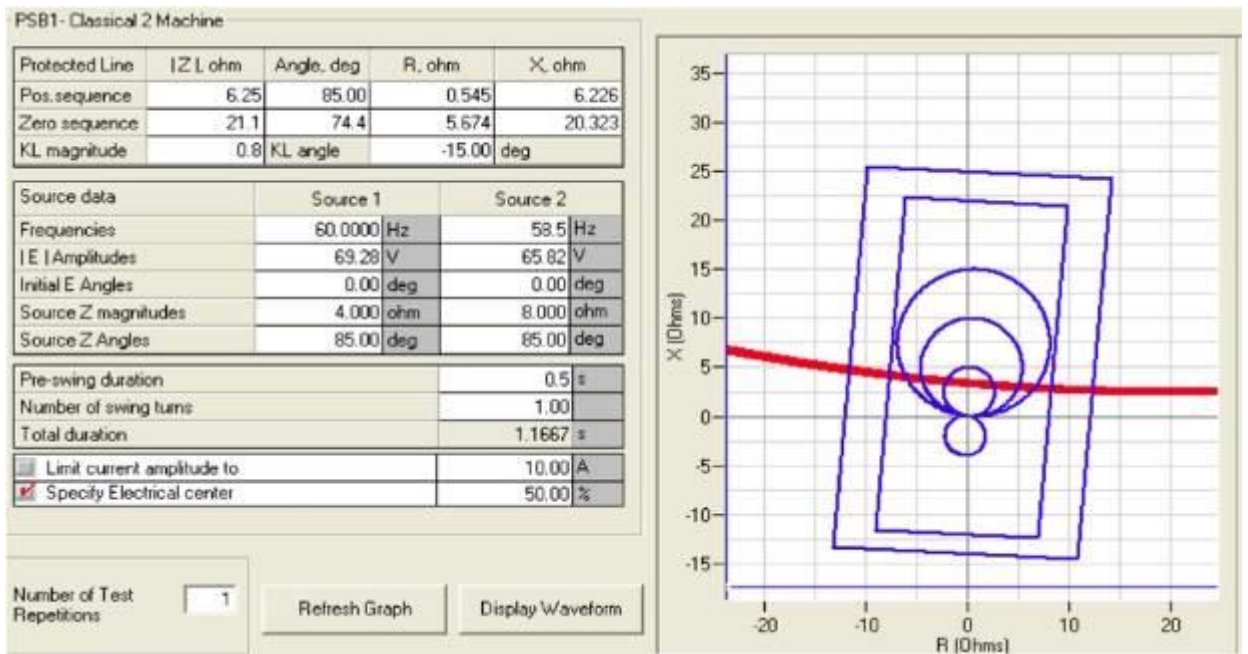 PSB1- Classical 2 Machine
Protected Line |Z|, ohm Angle, deg R, ohm X, ohm
Pos.sequence 6.25 85.00 0.545 6.226
Zero sequence 21.1 74.4 5.674 20.323
KL magnitude 0.8 KL angle -15.00 deg
Source data Source 1 Source 2
Frequencies 60.0000 Hz 58.5 Hz
|E| Amplitudes 69.28 V 65.82 V
Initial E Angles 0.00 deg 0.00 deg
Source Z magnitudes 4.000 ohm 8.000 ohm
Source Z Angles 85.00 deg 85.00 deg
Pre-swing duration 0.5 s
Number of swing turns 1.00
Total duration 1.1667 s
Limit current amplitude to 10.00 A
Specify Electrical center 50.00 %
Number of Test
Repetitions 1
Refresh Graph Display Waveform
35
30
25
20
15
10
5
0
-5
-10
-15
X (Ohms)
-20 -10 0 10 20
R (Ohms)